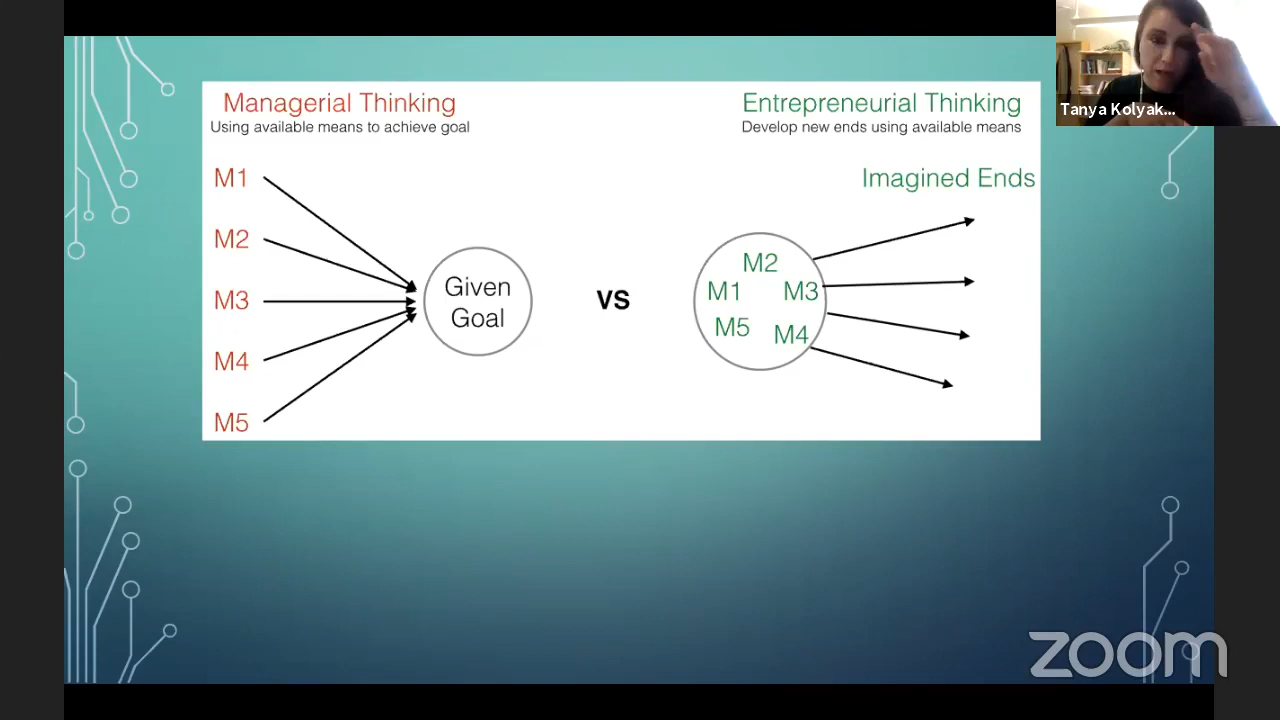 Managerial Thinking
Using available means to achieve goal
M1
M2
M3
M4
M5
Given
Goal
VS
Entrepreneurial Thinking
Develop new ends using available means
Imagined Ends
M2
M1 M3
M5 M4
Tanya Kolyak...
zoom